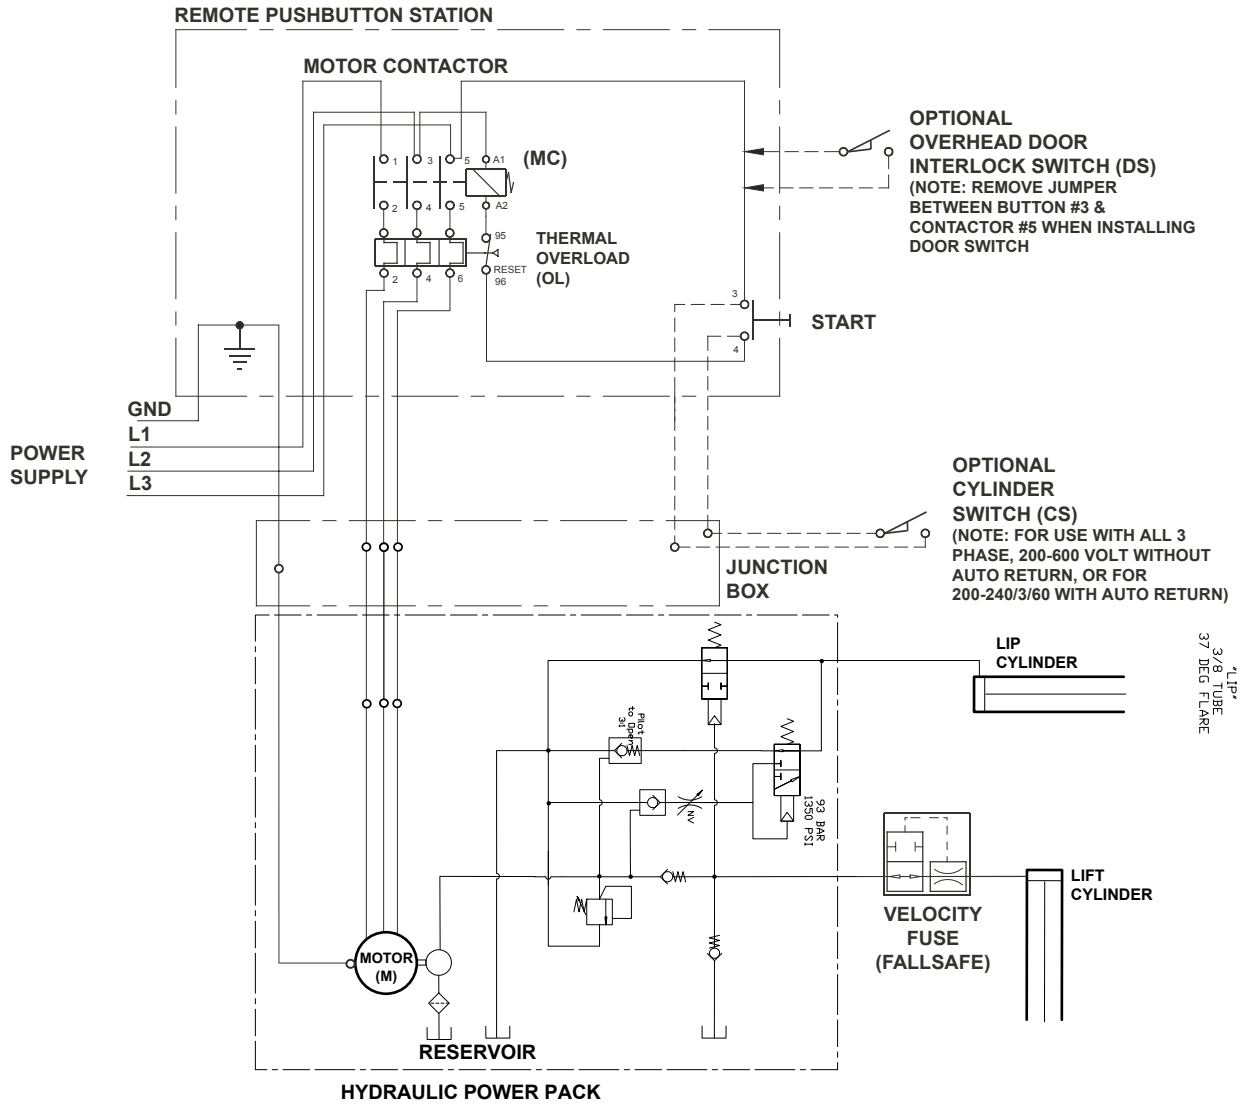 REMOTE PUSHBUTTON STATION
MOTOR CONTACTOR
1
3
5
A1
(MC)
2
4
5
A2
95
RESET
96
THERMAL
OVERLOAD
(OL)
2
4
6
OPTIONAL
OVERHEAD DOOR
INTERLOCK SWITCH (DS)
(NOTE: REMOVE JUMPER
BETWEEN BUTTON #3 &
CONTACTOR #5 WHEN INSTALLING
DOOR SWITCH
3
START
4
POWER
SUPPLY
GND
L1
L2
L3
OPTIONAL
CYLINDER
SWITCH (CS)
(NOTE: FOR USE WITH ALL 3
PHASE, 200-600 VOLT WITHOUT
AUTO RETURN, OR FOR
200-240/3/60 WITH AUTO RETURN)
JUNCTION
BOX
LIP
CYLINDER
"LIP"
3/8 TUBE
37 DEG FLARE
Pilot
to Open
3:1
NV
93 BAR
1350 PSI
LIFT
CYLINDER
VELOCITY
FUSE
(FALLSAFE)
MOTOR
(M)
RESERVOIR
HYDRAULIC POWER PACK